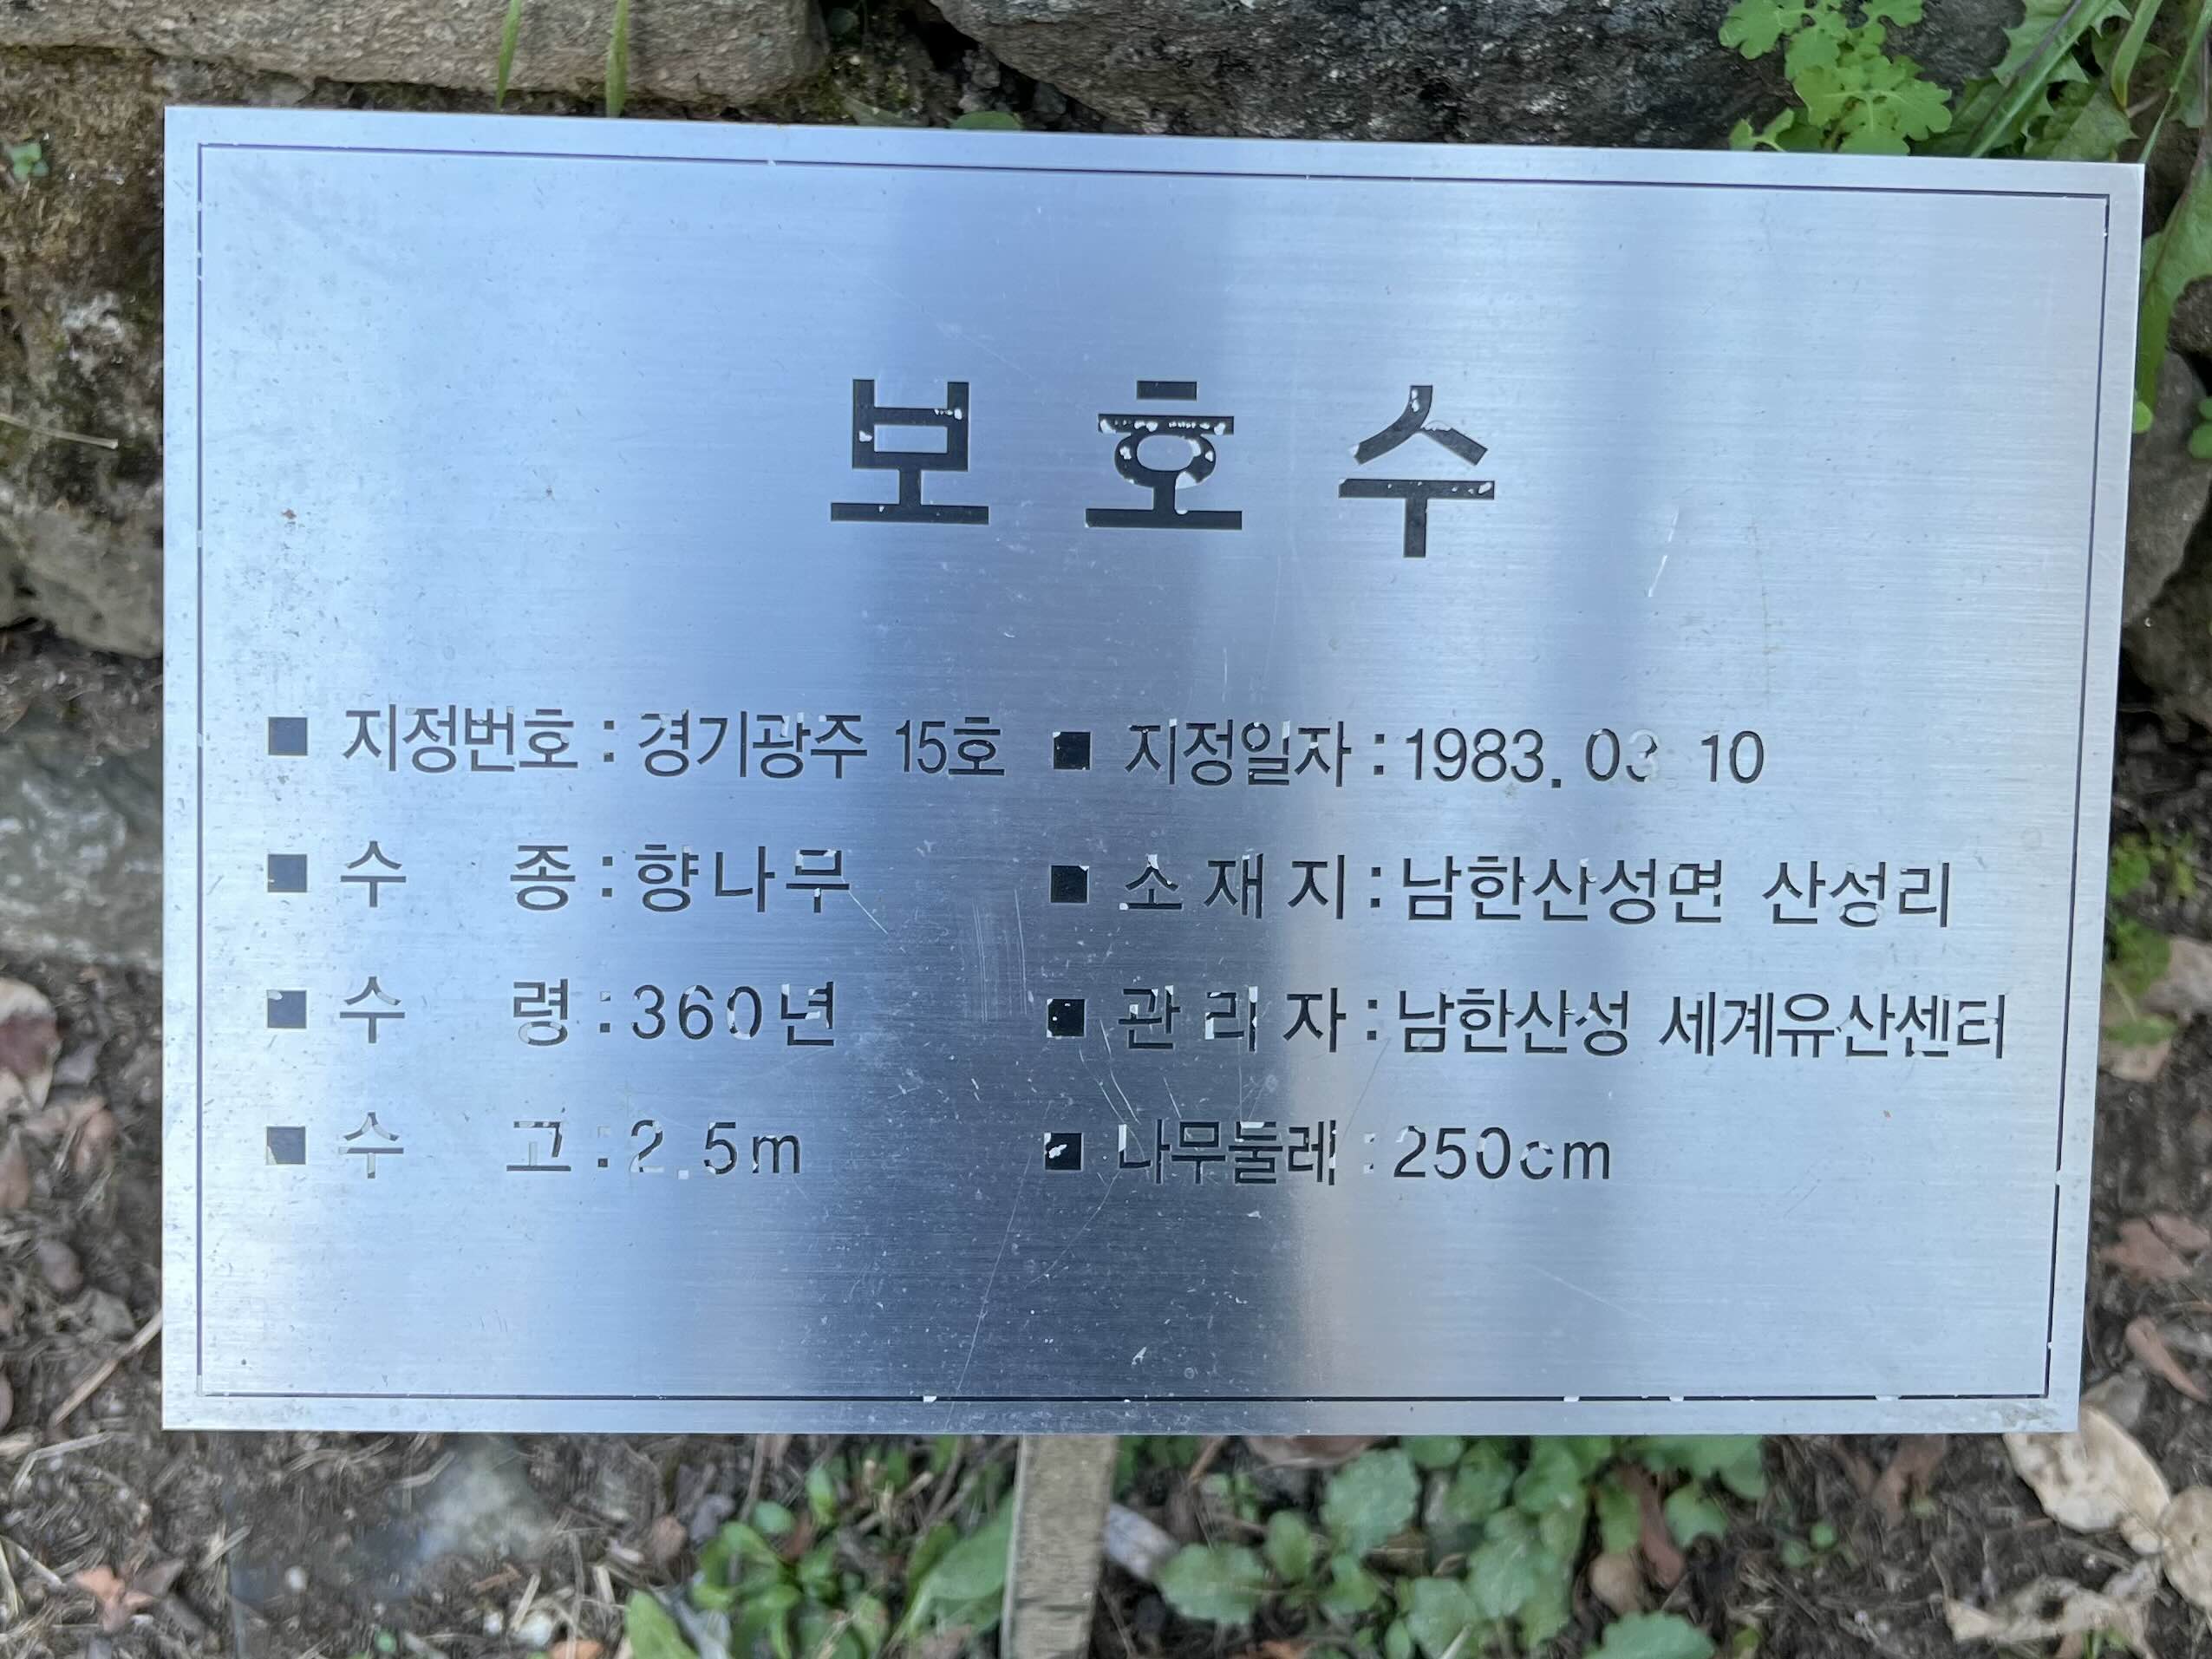 보호수
■ 지정번호 : 경기광주 15호 ■ 지정일자 : 1983. 03 10
■ 수 종 : 향나무 ■ 소재지 : 남한산성면 산성리
■ 수 령 : 360년 ■ 관리자 : 남한산성 세계유산센터
■ 수 고 : 2.5m ■ 나무둘레 : 250cm